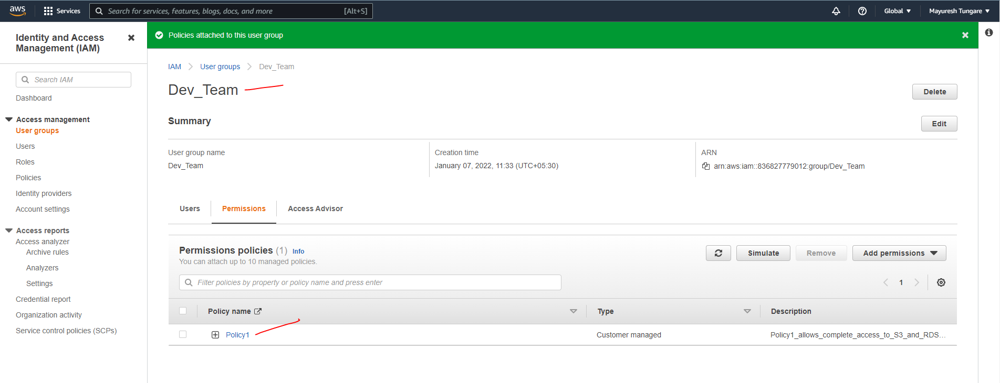 aws Services Search for services, features, blogs, docs, and more [Alt+S] Global Mayuresh Tungare
Identity and Access Management (IAM)
Search IAM
Dashboard
Access management
User groups
Users
Roles
Policies
Identity providers
Account settings
Access reports
Access analyzer
Archive rules
Analyzers
Settings
Credential report
Organization activity
Service control policies (SCPs)
Policies attached to this user group
IAM User groups Dev_Team
Dev_Team
Delete
Summary
Edit
User group name
Dev_Team
Creation time
January 07, 2022, 11:33 (UTC+05:30)
ARN
arn:aws:iam::836827779012:group/Dev_Team
Users Permissions Access Advisor
Permissions policies (1) Info
You can attach up to 10 managed policies.
Simulate Remove Add permissions
Filter policies by property or policy name and press enter
1
Policy name Type Description
Policy1 Customer managed Policy1_allows_complete_access_to_S3_and_RDS...